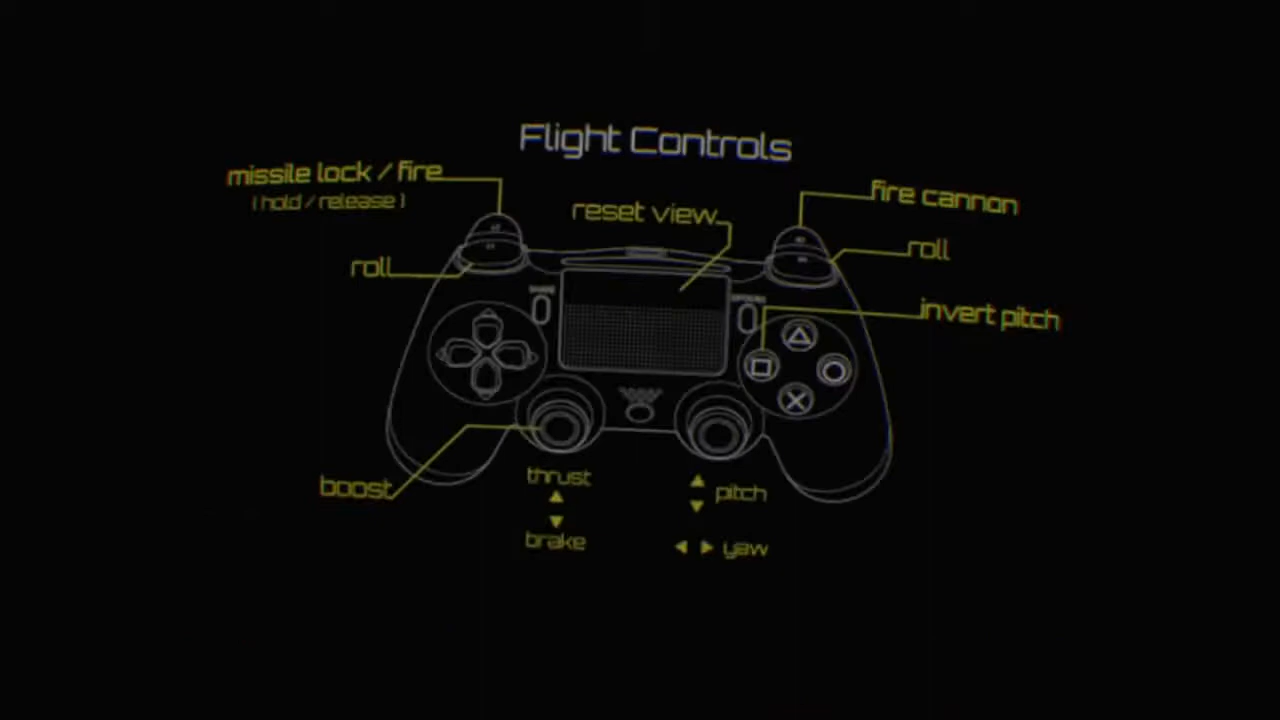 Flight Controls
missile lock / fire
( hold / release )
fire cannon
reset view
roll
roll
invert pitch
boost
thrust
brake
pitch
yaw